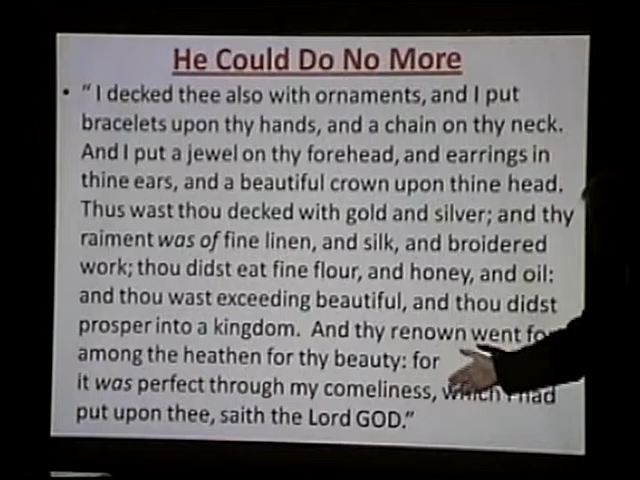 He Could Do No More
• “ I decked thee also with ornaments, and I put
bracelets upon thy hands, and a chain on thy neck.
And I put a jewel on thy forehead, and earrings in
thine ears, and a beautiful crown upon thine head.
Thus wast thou decked with gold and silver; and thy
raiment was of fine linen, and silk, and broidered
work; thou didst eat fine flour, and honey, and oil:
and thou wast exceeding beautiful, and thou didst
prosper into a kingdom. And thy renown went
among the heathen for thy beauty: for
it was perfect through my comeliness, which I had
put upon thee, saith the Lord GOD.”